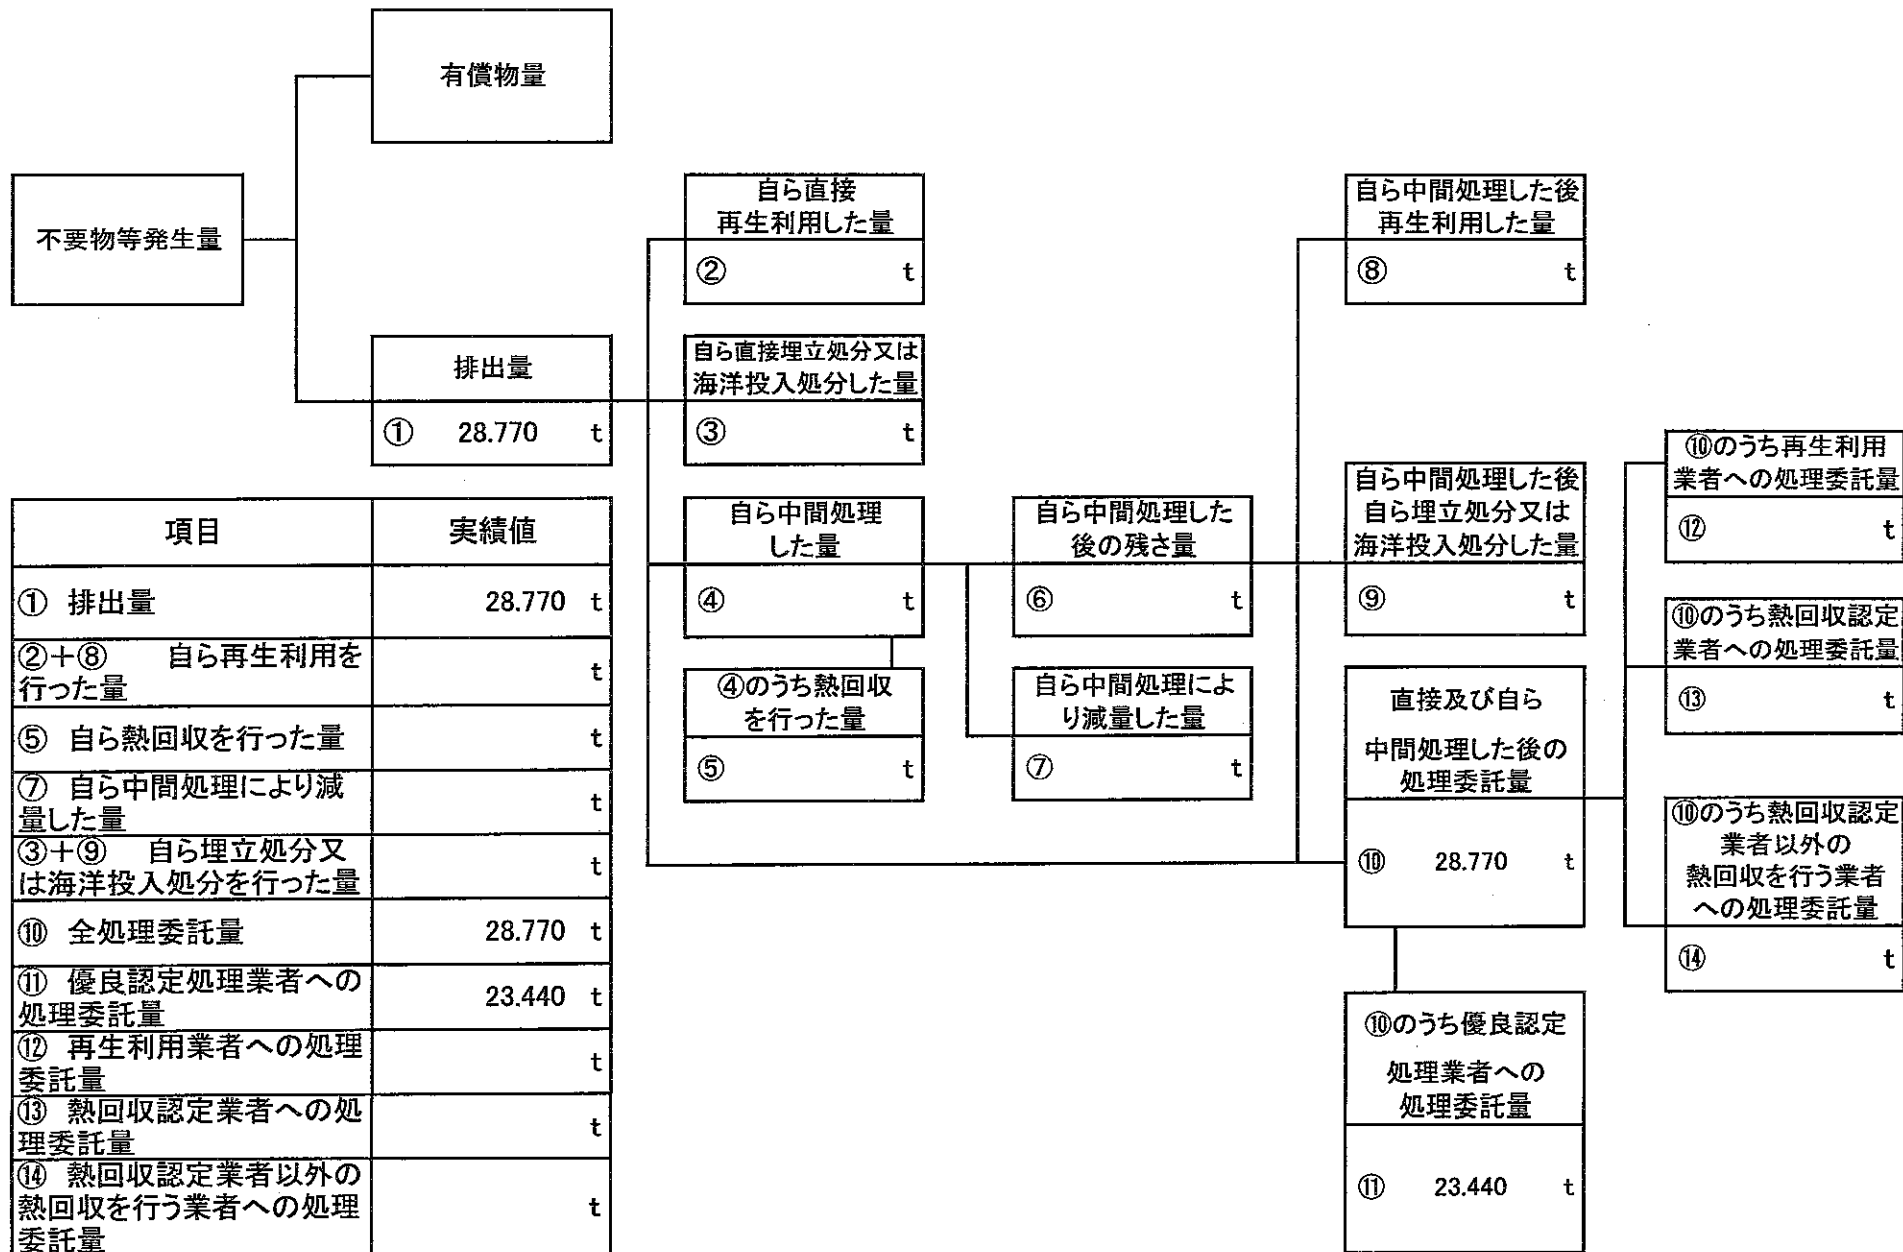 有償物量
不要物等発生量
排出量
① 28.770 t
自ら直接
再生利用した量
② t
自ら直接埋立処分又は
海洋投入処分した量
③ t
自ら中間処理
した量
④ t
④のうち熱回収
を行った量
⑤ t
自ら中間処理した
後の残さ量
⑥ t
自ら中間処理によ
り減量した量
⑦ t
自ら中間処理した後
再生利用した量
⑧ t
自ら中間処理した後
自ら埋立処分又は
海洋投入処分した量
⑨ t
直接及び自ら
中間処理した後の
処理委託量
⑩ 28.770 t
⑩のうち優良認定
処理業者への
処理委託量
⑪ 23.440 t
⑩のうち再生利用
業者への処理委託量
⑫ t
⑩のうち熱回収認定
業者への処理委託量
⑬ t
⑩のうち熱回収認定
業者以外の
熱回収を行う業者
への処理委託量
⑭ t
項目 実績値
① 排出量 28.770 t
②+⑧ 自ら再生利用を
行った量 t
⑤ 自ら熱回収を行った量 t
⑦ 自ら中間処理により減
量した量 t
③+⑨ 自ら埋立処分又
は海洋投入処分を行った量 t
⑩ 全処理委託量 28.770 t
⑪ 優良認定処理業者への
処理委託量 23.440 t
⑫ 再生利用業者への処理
委託量 t
⑬ 熱回収認定業者への処
理委託量 t
⑭ 熱回収認定業者以外の
熱回収を行う業者への処理
委託量 t